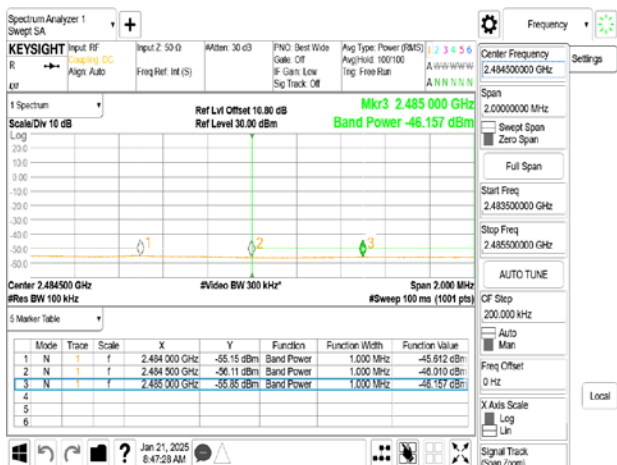 Spectrum Analyzer 1
Swept SA
Frequency
KEYSIGHT
R
Input: RF
Coupling: DC
Align: Auto
Input Z: 50 Ω
Freq Ref: Int (S)
#Atten: 30 dB
PNO: Best Wide
Gate: Off
IF Gain: Low
Sig Track: Off
Avg Type: Power (RMS)
Avg|Hold: 100/100
Trig: Free Run
1 2 3 4 5 6
A W W W W W
A N N N N N
1 Spectrum
Scale/Div 10 dB
Ref Lvl Offset 10.80 dB
Ref Level 30.00 dBm
Mkr3 2.485 000 GHz
Band Power -46.157 dBm
Log
20.0
10.0
0.00
-10.0
-20.0
-30.0
-40.0
-50.0
-60.0
1
2
3
Center 2.484500 GHz
#Res BW 100 kHz
#Video BW 300 kHz*
Span 2.000 MHz
#Sweep 100 ms (1001 pts)
5 Marker Table
Mode Trace Scale X Y Function Function Width Function Value
1 N 1 f 2.484 000 GHz -55.15 dBm Band Power 1.000 MHz -45.612 dBm
2 N 1 f 2.484 500 GHz -56.11 dBm Band Power 1.000 MHz -46.010 dBm
3 N 1 f 2.485 000 GHz -55.85 dBm Band Power 1.000 MHz -46.157 dBm
4
5
6
Jan 21, 2025
8:47:28 AM
Center Frequency
2.484500000 GHz
Settings
Span
2.00000000 MHz
Swept Span
Zero Span
Full Span
Start Freq
2.483500000 GHz
Stop Freq
2.485500000 GHz
AUTO TUNE
CF Step
200.000 kHz
Auto
Man
Freq Offset
0 Hz
Local
X Axis Scale
Log
Lin
Signal Track
(Span Zoom)